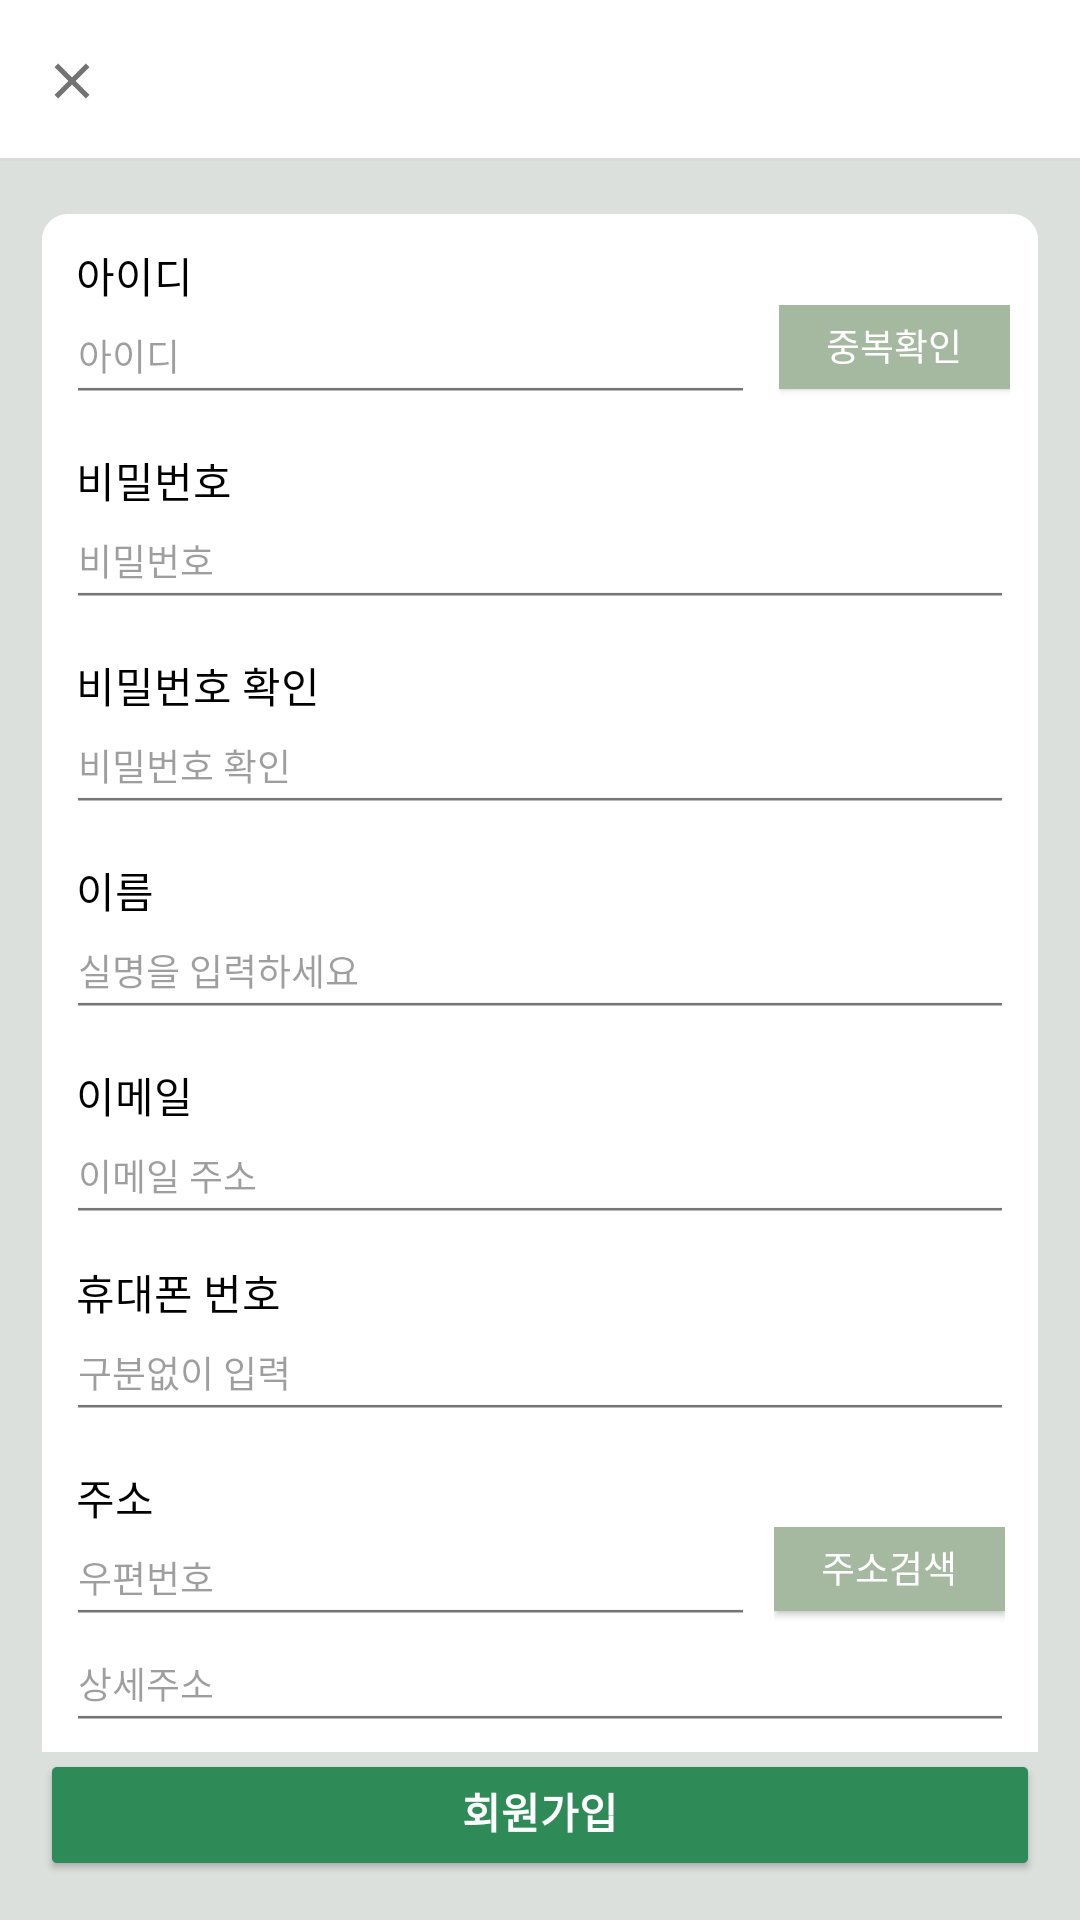 아이디
아이디
중복확인
비밀번호
비밀번호
비밀번호 확인
비밀번호 확인
이름
실명을 입력하세요
이메일
이메일 주소
휴대폰 번호
구분없이 입력
주소
우편번호
주소검색
상세주소
회원가입